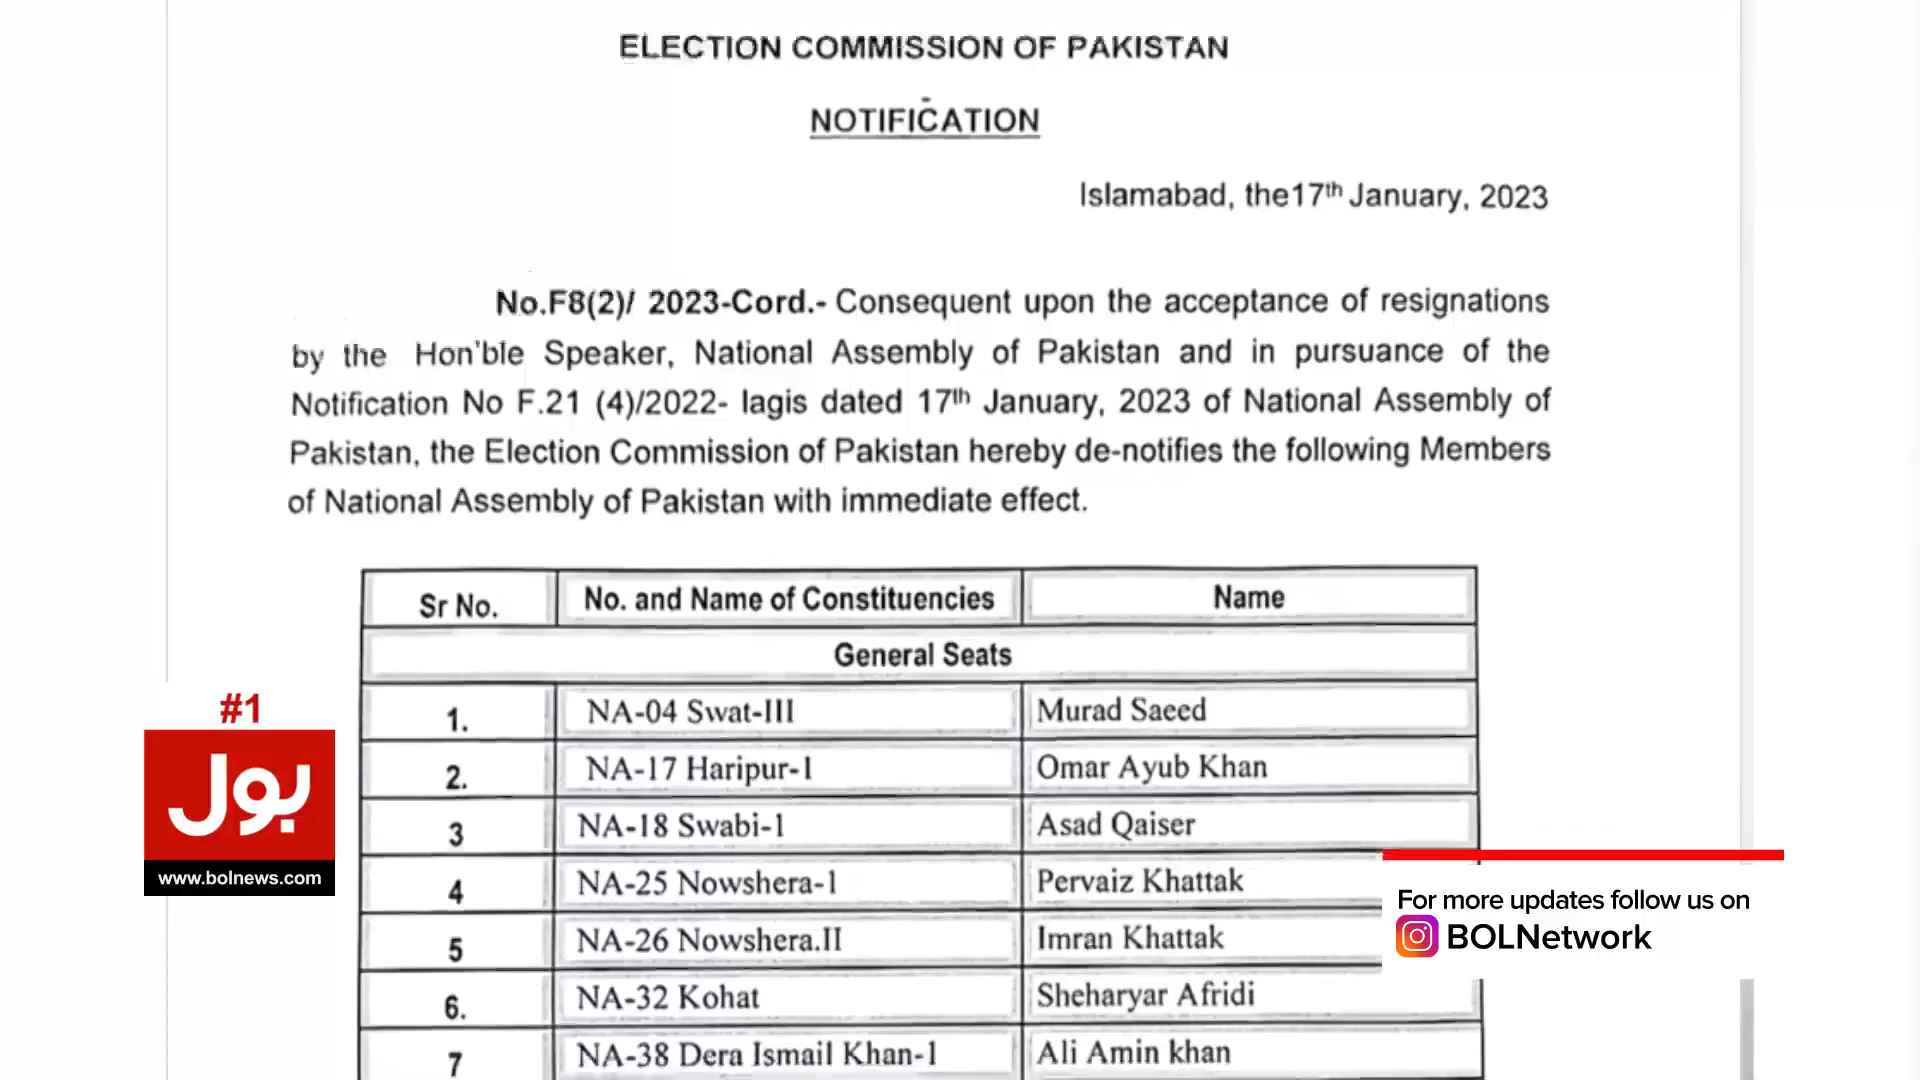 ELECTION COMMISSION OF PAKISTAN
NOTIFICATION
Islamabad, the17th January, 2023
No.F8(2)/ 2023-Cord.- Consequent upon the acceptance of resignations
by the Hon'ble Speaker, National Assembly of Pakistan and in pursuance of the
Notification No F.21 (4)/2022- lagis dated 17th January, 2023 of National Assembly of
Pakistan, the Election Commission of Pakistan hereby de-notifies the following Members
of National Assembly of Pakistan with immediate effect.
Sr No. No. and Name of Constituencies Name
General Seats
1. NA-04 Swat-III Murad Saeed
2. NA-17 Haripur-1 Omar Ayub Khan
3 NA-18 Swabi-1 Asad Qaiser
4 NA-25 Nowshera-1 Pervaiz Khattak
5 NA-26 Nowshera.II Imran Khattak
6. NA-32 Kohat Sheharyar Afridi
7 NA-38 Dera Ismail Khan-1 Ali Amin khan
#1
بول
www.bolnews.com
For more updates follow us on
BOLNetwork